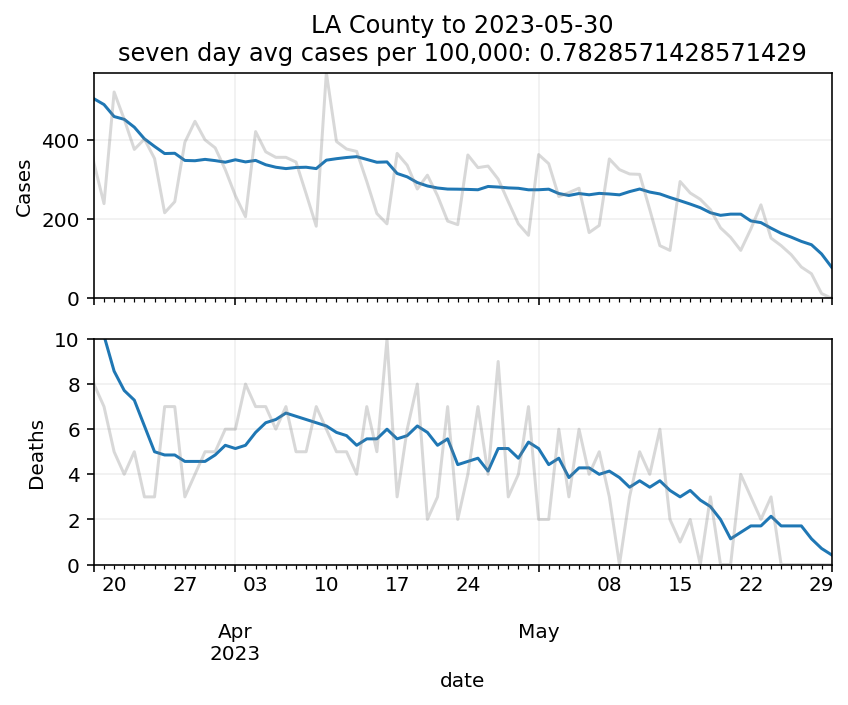 LA County to 2023-05-30
seven day avg cases per 100,000: 0.7828571428571429
400
200
0
Cases
10
8
6
4
2
0
Deaths
20 27 03 10 17 24 08 15 22 29
Apr May
2023
date